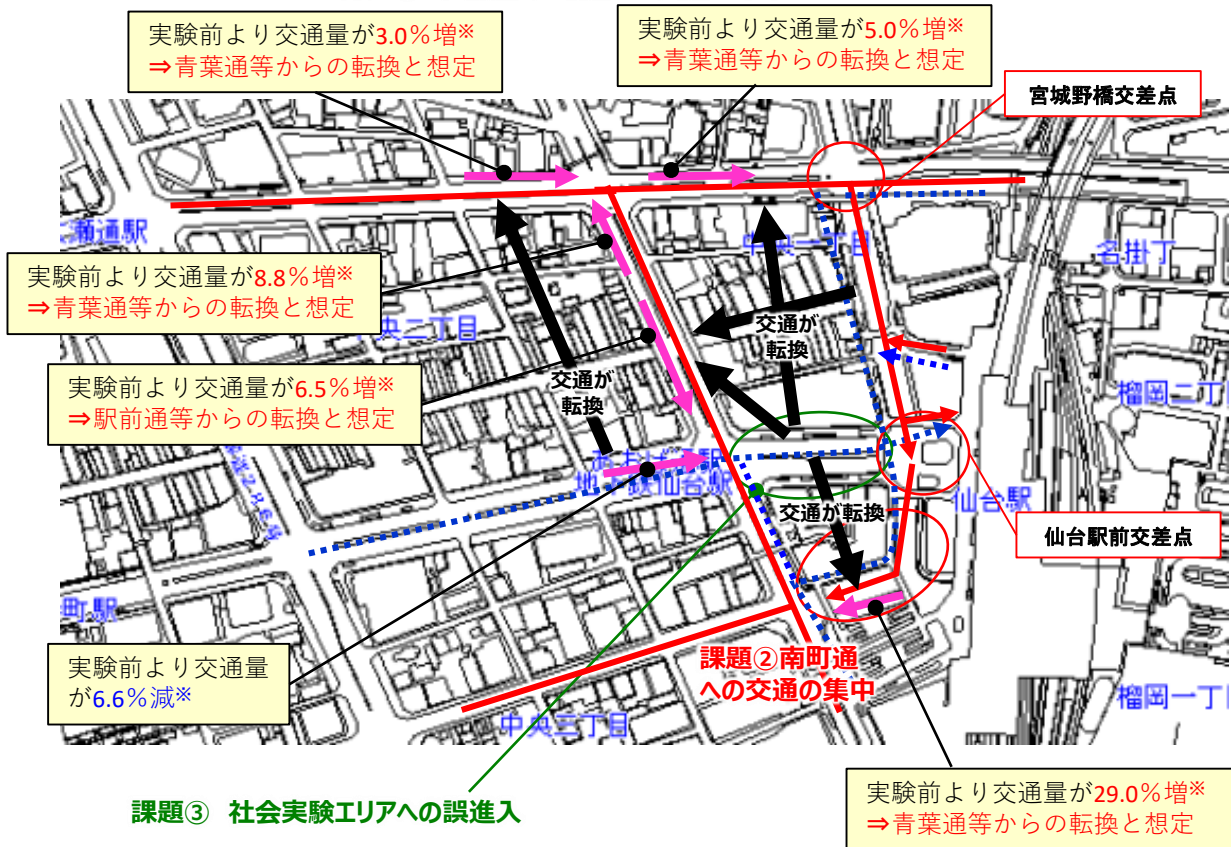 実験前より交通量が3.0%増※
⇒青葉通等からの転換と想定
実験前より交通量が5.0%増※
⇒青葉通等からの転換と想定
宮城野橋交差点
瀬通駅
中央一丁目
名掛丁
実験前より交通量が8.8%増※
⇒青葉通等からの転換と想定
央二丁目
交通が
転換
交通が
転換
実験前より交通量が6.5%増※
⇒駅前通等からの転換と想定
榴岡二丁目
あおば通駅
地下鉄仙台駅
仙台駅
交通が転換
仙台駅前交差点
町駅
実験前より交通量
が6.6%減※
課題②南町通
への交通の集中
中央三丁目
榴岡一丁目
課題③ 社会実験エリアへの誤進入
実験前より交通量が29.0%増※
⇒青葉通等からの転換と想定